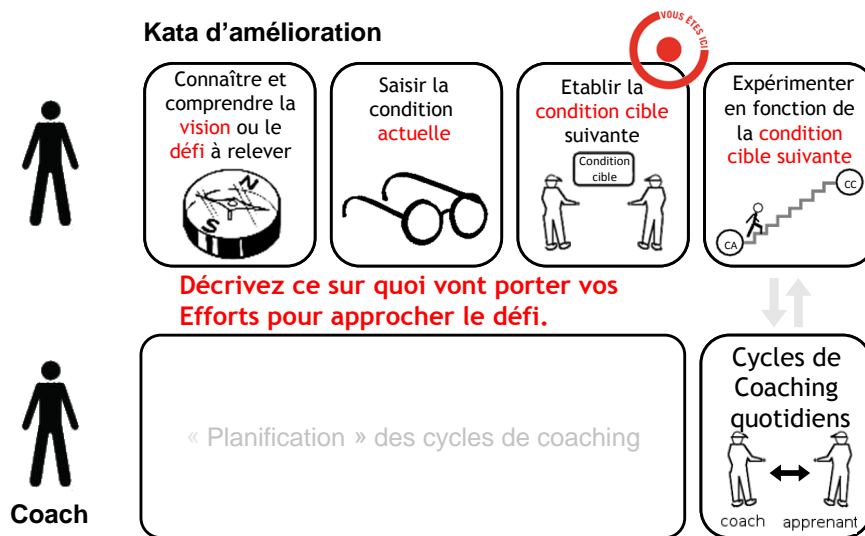 Kata d’amélioration
VOUS ÊTES ICI
Connaître et
comprendre la
vision ou le
défi à relever
N
S
Saisir la
condition
actuelle
Etablir la
condition cible
suivante
Condition
cible
Expérimenter
en fonction de
la condition
cible suivante
CC
CA
Décrivez ce sur quoi vont porter vos
Efforts pour approcher le défi.
« Planification » des cycles de coaching
Cycles de
Coaching
quotidiens
coach apprenant
Coach